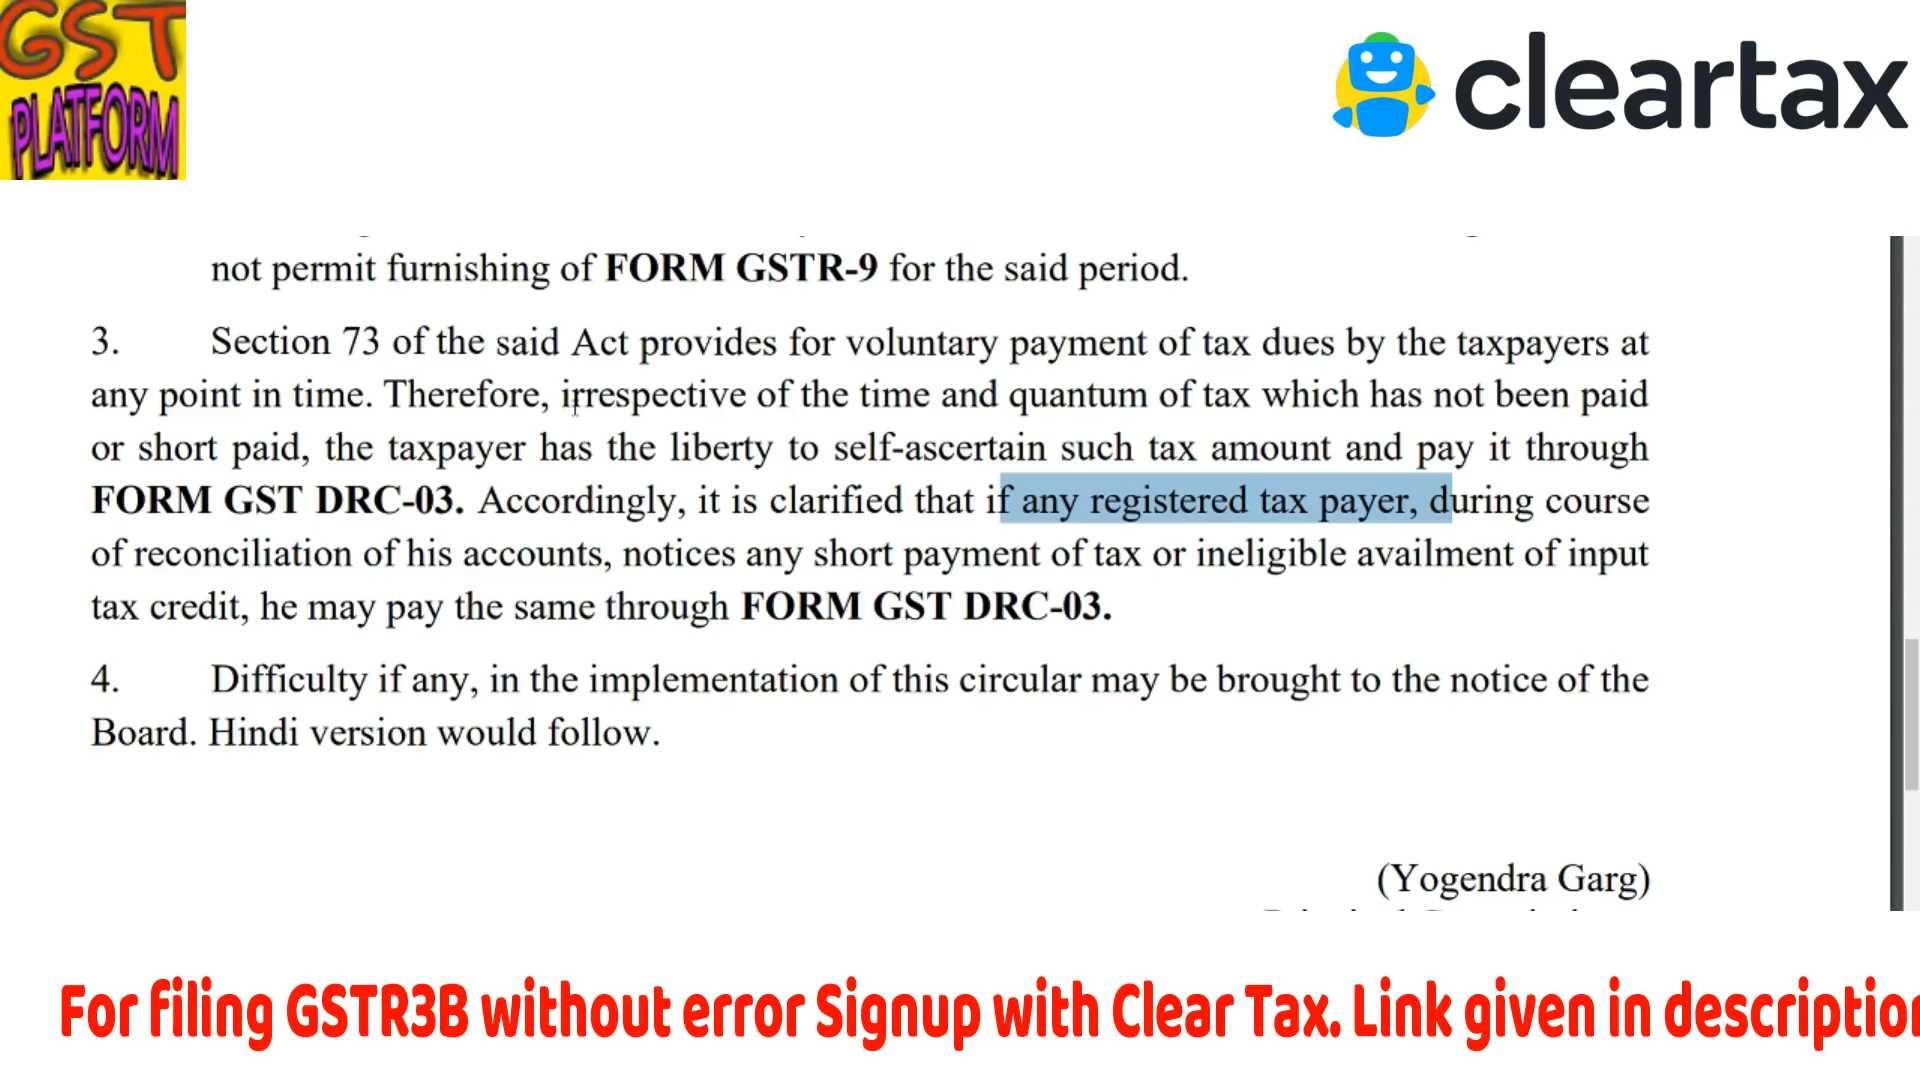 GST
PLATFORM
cleartax
not permit furnishing of FORM GSTR-9 for the said period.
3. Section 73 of the said Act provides for voluntary payment of tax dues by the taxpayers at
any point in time. Therefore, irrespective of the time and quantum of tax which has not been paid
or short paid, the taxpayer has the liberty to self-ascertain such tax amount and pay it through
FORM GST DRC-03. Accordingly, it is clarified that if any registered tax payer, during course
of reconciliation of his accounts, notices any short payment of tax or ineligible availment of input
tax credit, he may pay the same through FORM GST DRC-03.
4. Difficulty if any, in the implementation of this circular may be brought to the notice of the
Board. Hindi version would follow.
(Yogendra Garg)
For filing GSTR3B without error Signup with Clear Tax. Link given in description